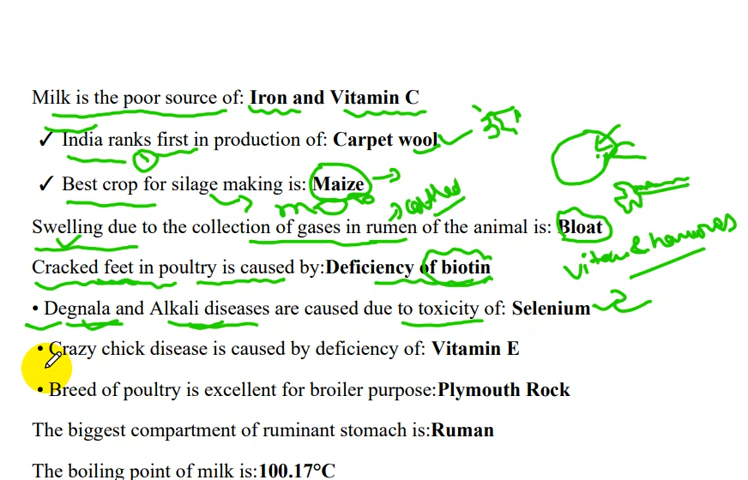 Milk is the poor source of: Iron and Vitamin C
✓ India ranks first in production of: Carpet wool
✓ Best crop for silage making is: Maize
Swelling due to the collection of gases in rumen of the animal is: Bloat
Cracked feet in poultry is caused by:Deficiency of biotin
• Degnala and Alkali diseases are caused due to toxicity of: Selenium
• Crazy chick disease is caused by deficiency of: Vitamin E
• Breed of poultry is excellent for broiler purpose:Plymouth Rock
The biggest compartment of ruminant stomach is:Ruman
The boiling point of milk is:100.17°C